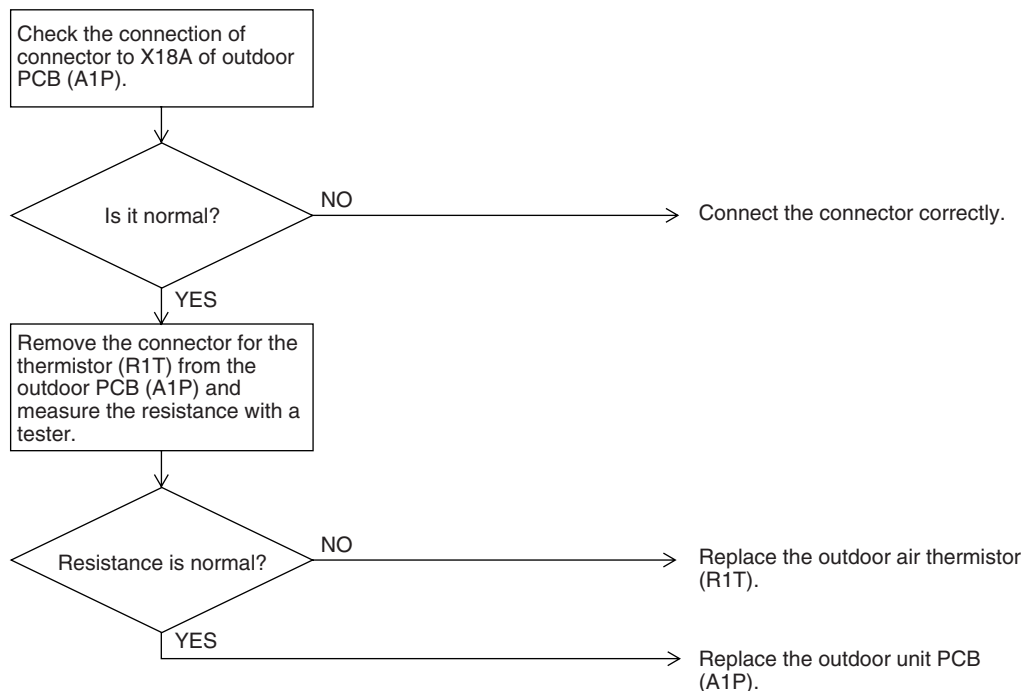 Check the connection of
connector to X18A of outdoor
PCB (A1P).
Is it normal?
NO
Connect the connector correctly.
YES
Remove the connector for the
thermistor (R1T) from the
outdoor PCB (A1P) and
measure the resistance with a
tester.
Resistance is normal?
NO
Replace the outdoor air thermistor
(R1T).
YES
Replace the outdoor unit PCB
(A1P).